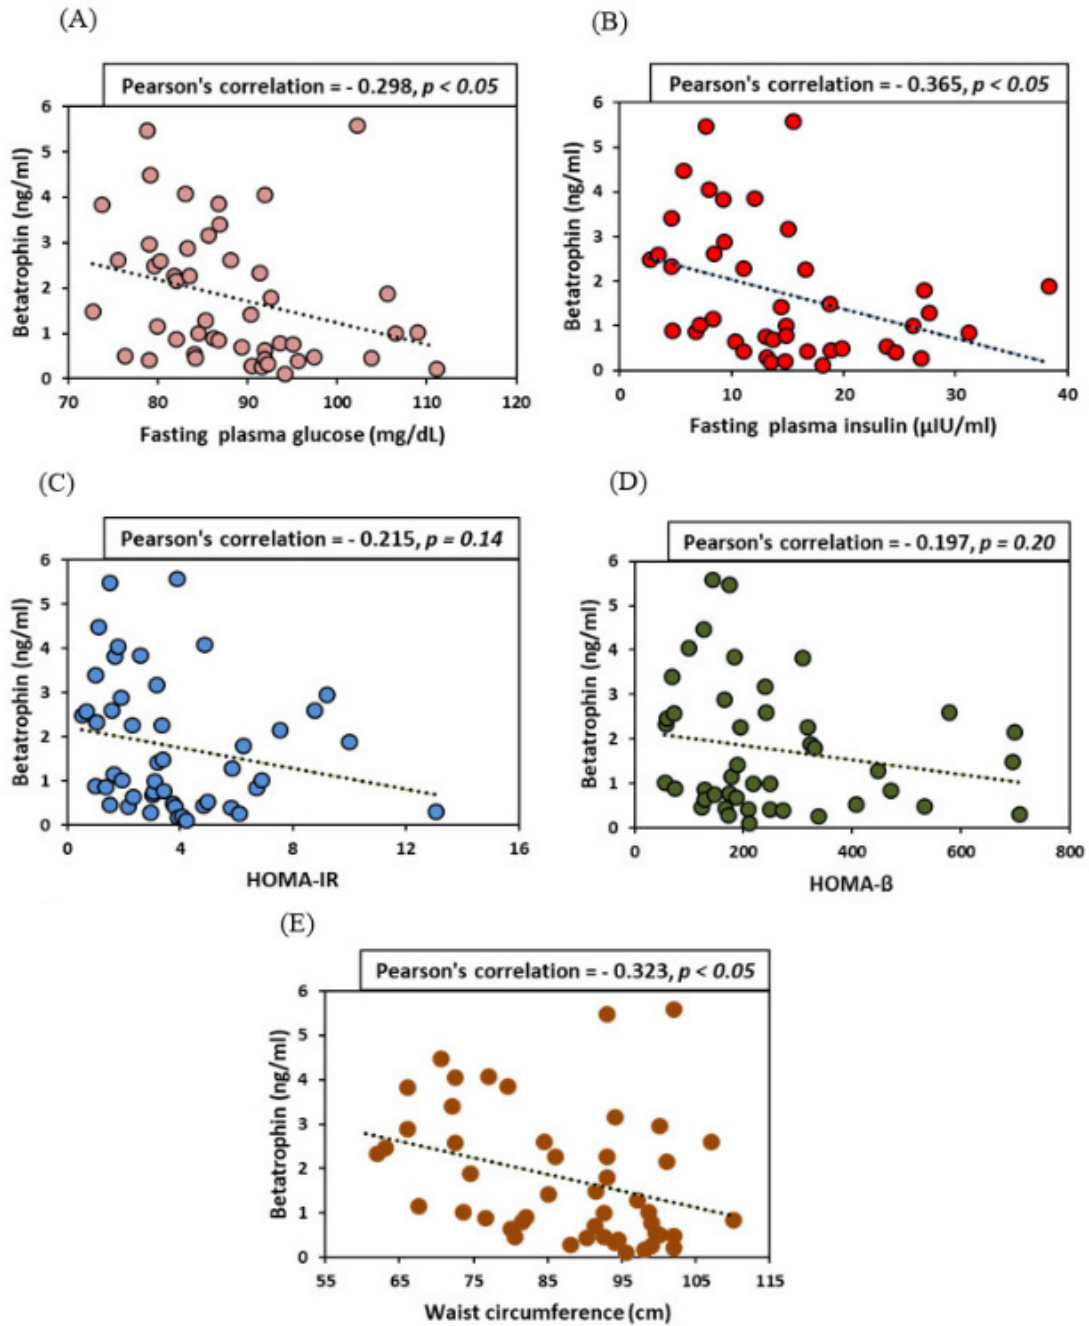 (A)
Pearson's correlation = - 0.298, p < 0.05
Betatrophin (ng/ml)
6
5
4
3
2
1
0
70 80 90 100 110 120
Fasting plasma glucose (mg/dL)
(B)
Pearson's correlation = - 0.365, p < 0.05
Betatrophin (ng/ml)
6
5
4
3
2
1
0
0 10 20 30 40
Fasting plasma insulin (µIU/ml)
(C)
Pearson's correlation = - 0.215, p = 0.14
Betatrophin (ng/ml)
6
5
4
3
2
1
0
0 4 8 12 16
HOMA-IR
(D)
Pearson's correlation = - 0.197, p = 0.20
Betatrophin (ng/ml)
6
5
4
3
2
1
0
0 200 400 600 800
HOMA-ß
(E)
Pearson's correlation = - 0.323, p < 0.05
Betatrophin (ng/ml)
6
5
4
3
2
1
0
55 65 75 85 95 105 115
Waist circumference (cm)